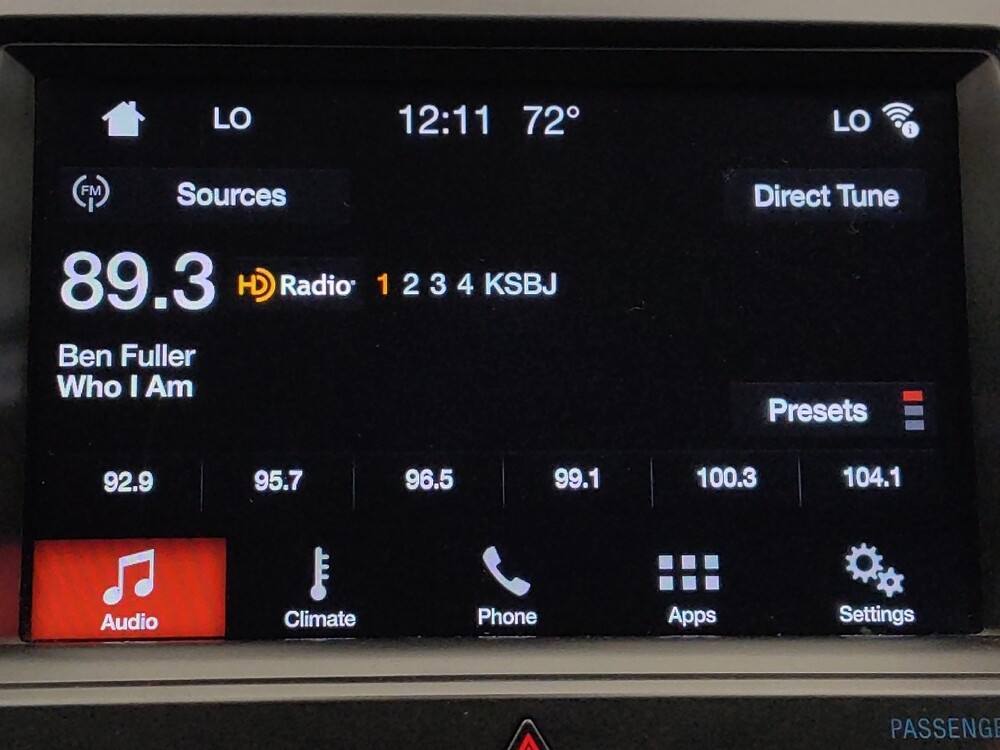 LO 12:11 72° LO
FM Sources Direct Tune
89.3 HD Radio 1 2 3 4 KSBJ
Ben Fuller
Who I Am
Presets
92.9 95.7 96.5 99.1 100.3 104.1
Audio Climate Phone Apps Settings